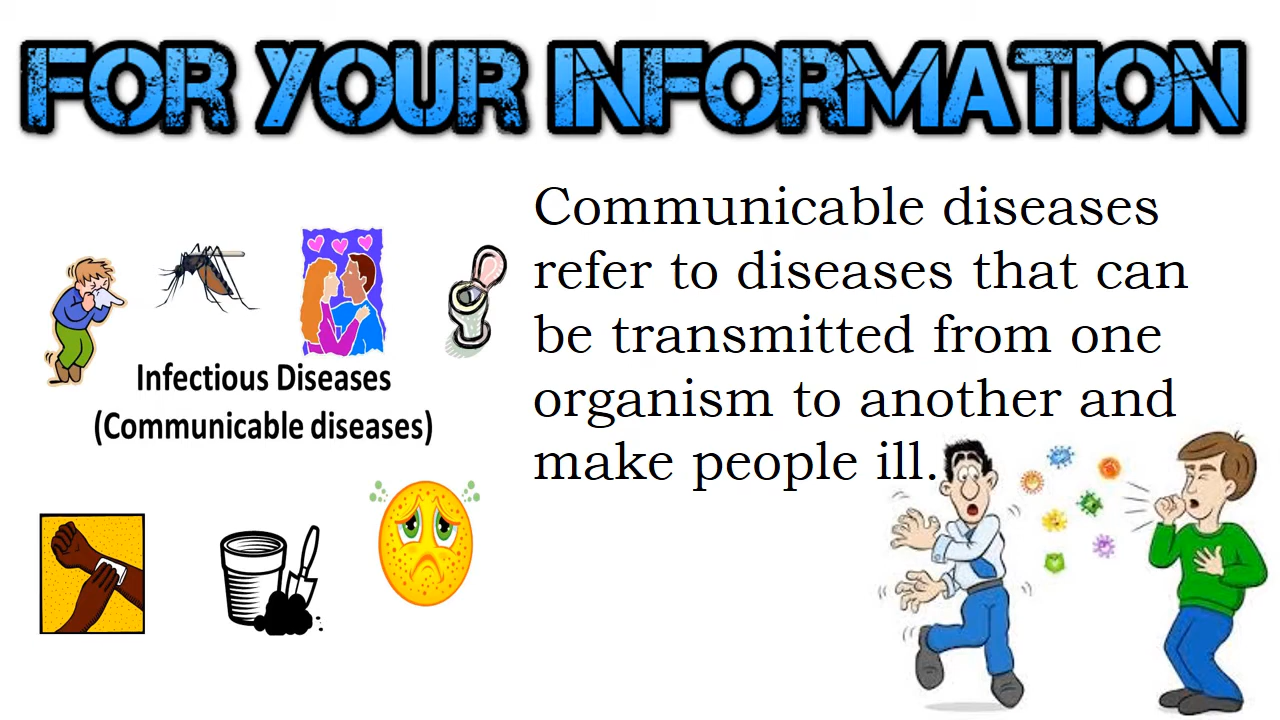 FOR YOUR INFORMATION
Infectious Diseases
(Communicable diseases)
Communicable diseases
refer to diseases that can
be transmitted from one
organism to another and
make people ill.